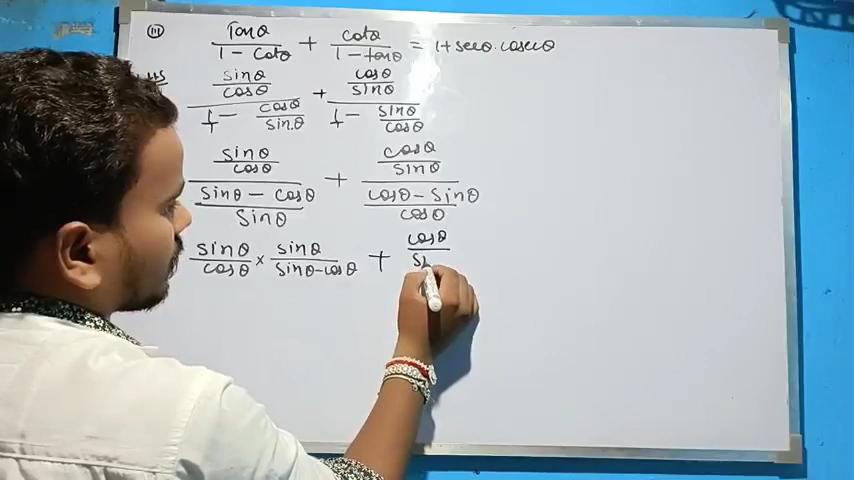 (iii) Tanθ/(1 - Cotθ) + cotθ/(1 - tanθ) = 1+ secθ.cosecθ
(sinθ/cosθ)/(1 - cosθ/sinθ) + (cosθ/sinθ)/(1 - sinθ/cosθ)
(sinθ/cosθ)/((sinθ - cosθ)/sinθ) + (cosθ/sinθ)/((cosθ - sinθ)/cosθ)
sinθ/cosθ × sinθ/(sinθ-cosθ) + cosθ/si